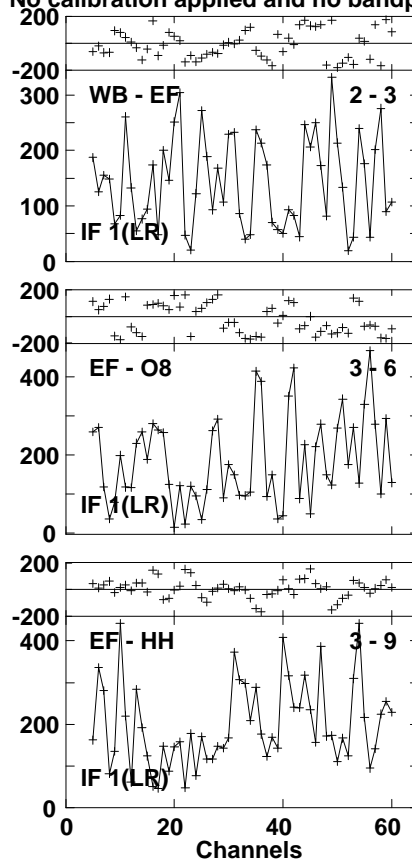 No calibration applied and no bandp
-200
WB - EF
2 - 3
300
200
100
IF 1(LR)
0
200
-200
EF - O8
3 - 6
400
200
IF 1(LR)
0
200
-200
EF - HH
3 - 9
400
200
IF 1(LR)
0
0 20 40 60
Channels